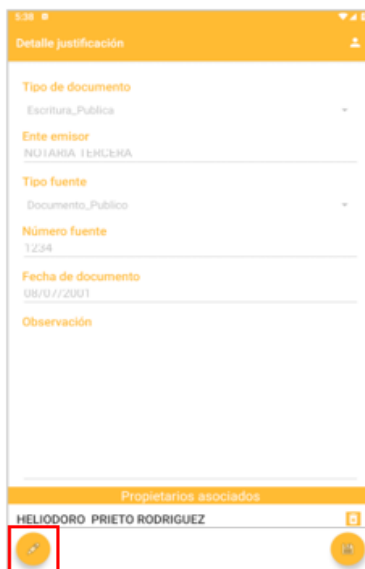 5:38
Detalle justificación
Tipo de documento
Escritura_Publica
Ente emisor
NOTARIA TERCERA
Tipo fuente
Documento_Publico
Número fuente
1234
Fecha de documento
08/07/2001
Observación
Propietarios asociados
HELIODORO PRIETO RODRIGUEZ